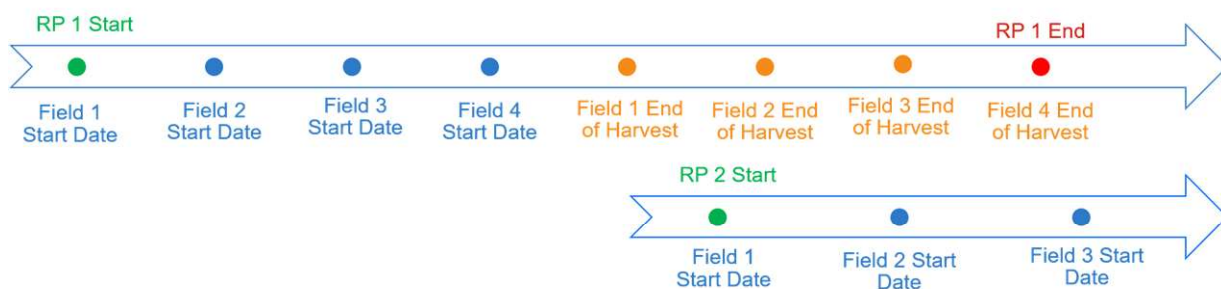 RP 1 Start
RP 1 End
Field 1
Start Date
Field 2
Start Date
Field 3
Start Date
Field 4
Start Date
Field 1 End
of Harvest
Field 2 End
of Harvest
Field 3 End
of Harvest
Field 4 End
of Harvest
RP 2 Start
Field 1
Start Date
Field 2 Start
Date
Field 3 Start
Date